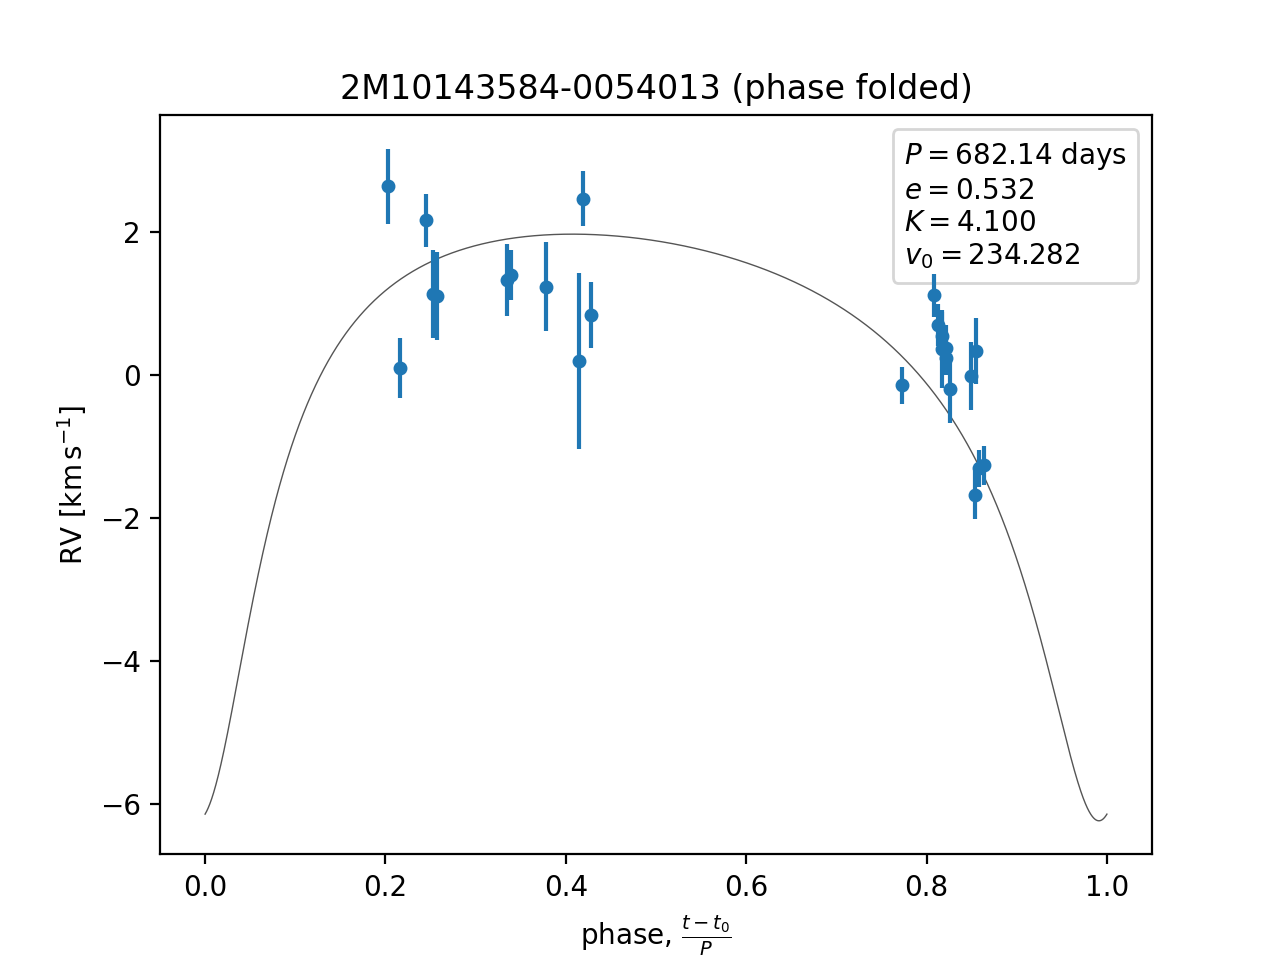 2M10143584-0054013 (phase folded)
P = 682.14 days
e = 0.532
K = 4.100
v₀ = 234.282
2
0
−2
−4
−6
RV [km s⁻¹]
0.0 0.2 0.4 0.6 0.8 1.0
phase, (t − t₀)/P